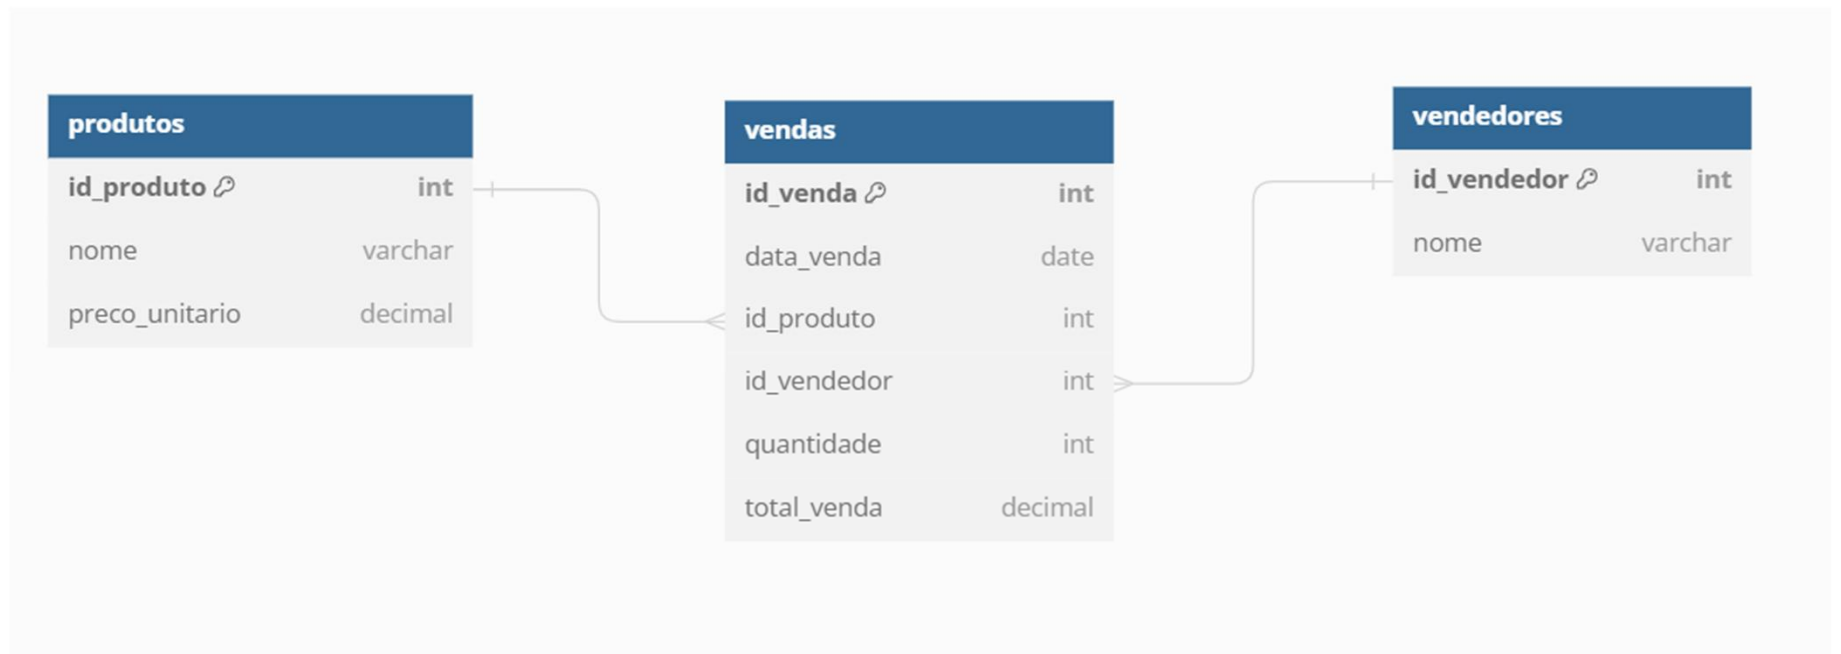 produtos
id_produto int
nome varchar
preco_unitario decimal
vendas
id_venda int
data_venda date
id_produto int
id_vendedor int
quantidade int
total_venda decimal
vendedores
id_vendedor int
nome varchar